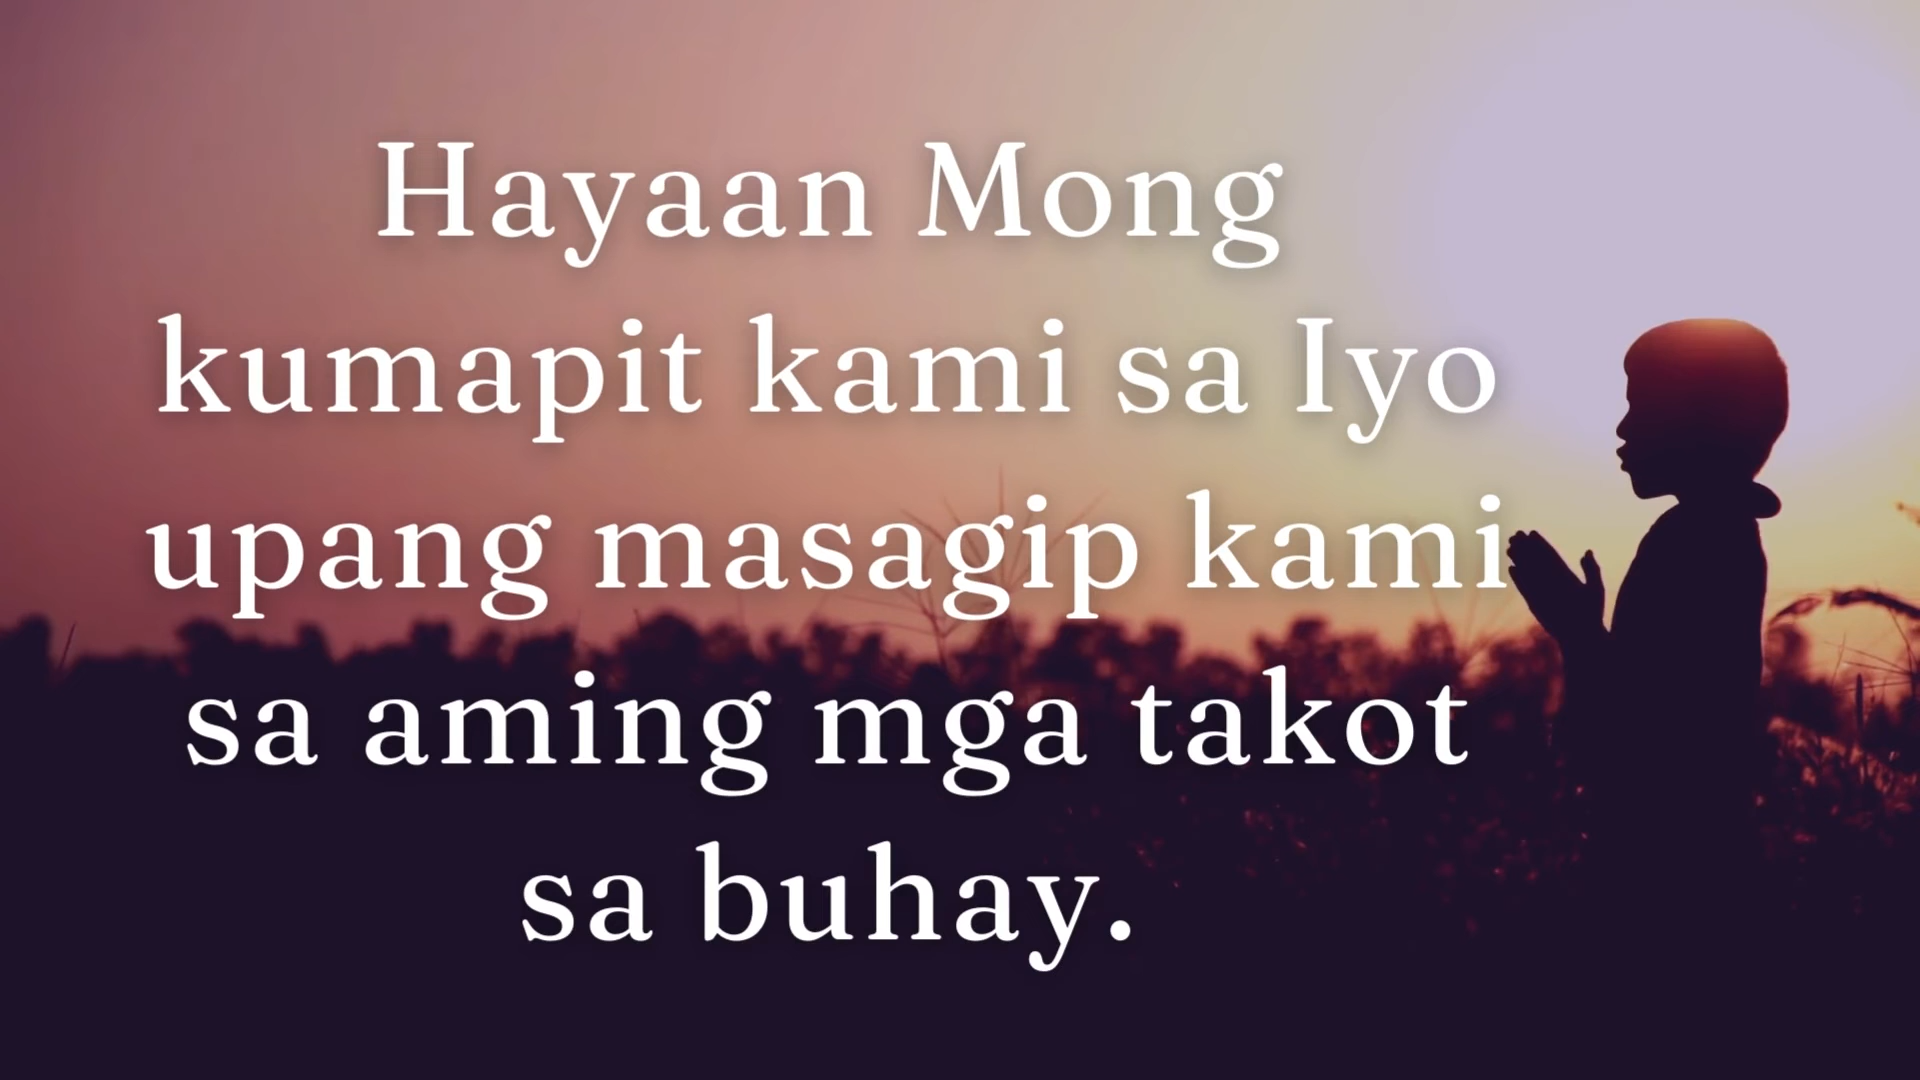 Hayaan Mong
kumapit kami sa Iyo
upang masagip kami
sa aming mga takot
sa buhay.